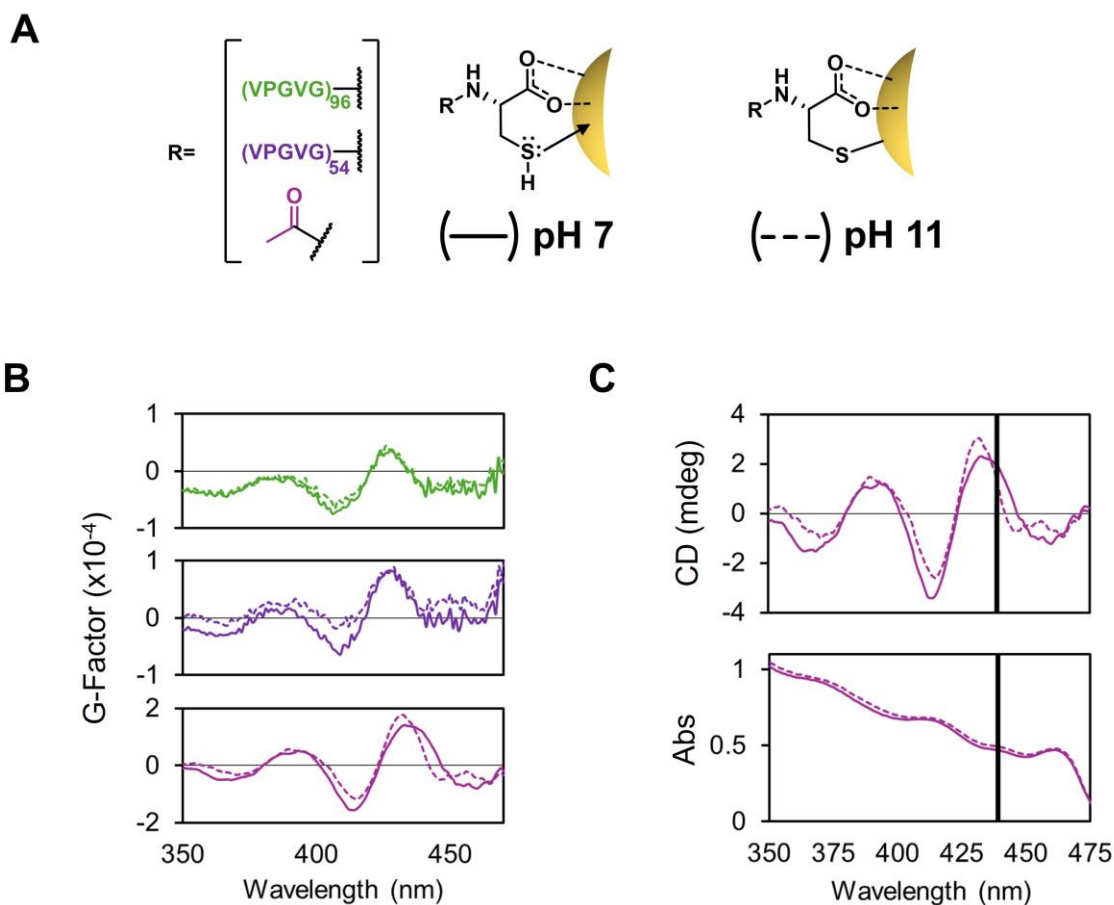 A
R=
(VPGVG)96
(VPGVG)54
O
H
N
R
O
O
S
H
(—) pH 7
H
N
R
O
O
S
(---) pH 11
B
G-Factor (x10-4)
1
0
-1
1
0
-1
2
0
-2
350 400 450
Wavelength (nm)
C
CD (mdeg)
4
2
0
-2
-4
Abs
1
0.5
0
350 375 400 425 450 475
Wavelength (nm)